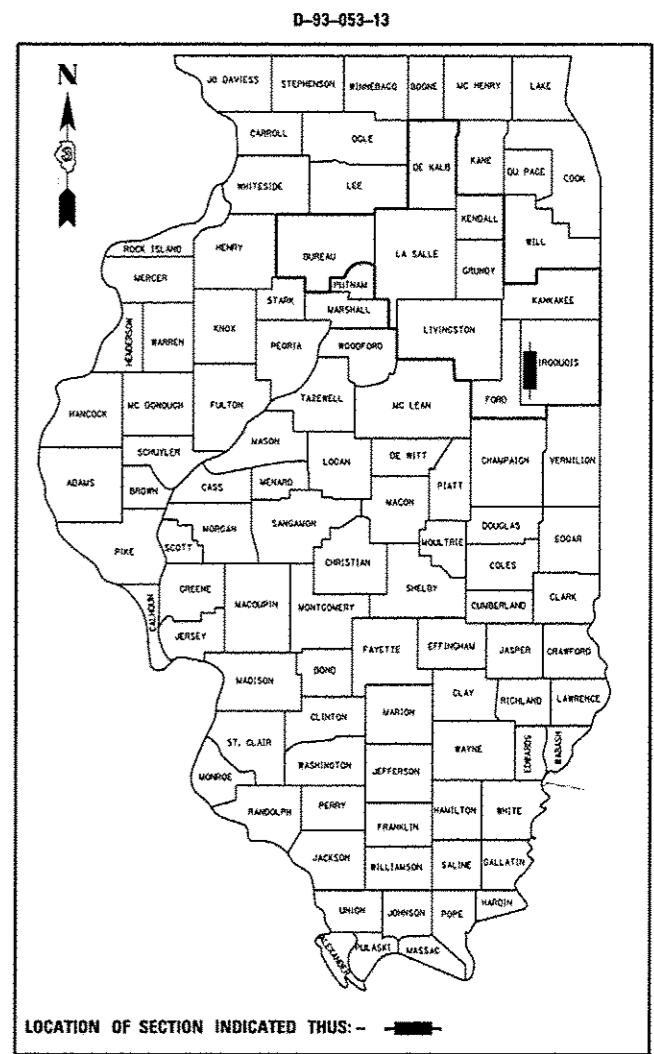 D-93-053-13
N
JO DAVIESS STEPHENSON WINNEBAGO BOONE MC HENRY LAKE
CARROLL OGLE DE KALB KANE DU PAGE COOK
WHITESIDE LEE KENDALL WILL
ROCK ISLAND HENRY BUREAU LA SALLE GRUNDY
MERCER STARK PUTNAM MARSHALL KANKAKEE
HENDERSON WARREN KNOX PEORIA WOODFORD LIVINGSTON FORD IROQUOIS
HANCOCK MC DONOUGH FULTON TAZEWELL MC LEAN
SCHUYLER MASON LOGAN DE WITT CHAMPAIGN VERMILION
ADAMS BROWN CASS MENARD MACON PIATT
PIKE SCOTT MORGAN SANGAMON CHRISTIAN MOULTRIE DOUGLAS EDGAR
COLES
CALHOUN GREENE MACOUPIN MONTGOMERY SHELBY CUMBERLAND CLARK
JERSEY FAYETTE EFFINGHAM JASPER CRAWFORD
MADISON BOND CLAY RICHLAND LAWRENCE
CLINTON MARION
ST. CLAIR WAYNE EDWARDS WABASH
MONROE WASHINGTON JEFFERSON
RANDOLPH PERRY HAMILTON WHITE
FRANKLIN
JACKSON WILLIAMSON SALINE GALLATIN
UNION JOHNSON POPE HARDIN
ALEXANDER PULASKI MASSAC
LOCATION OF SECTION INDICATED THUS: -